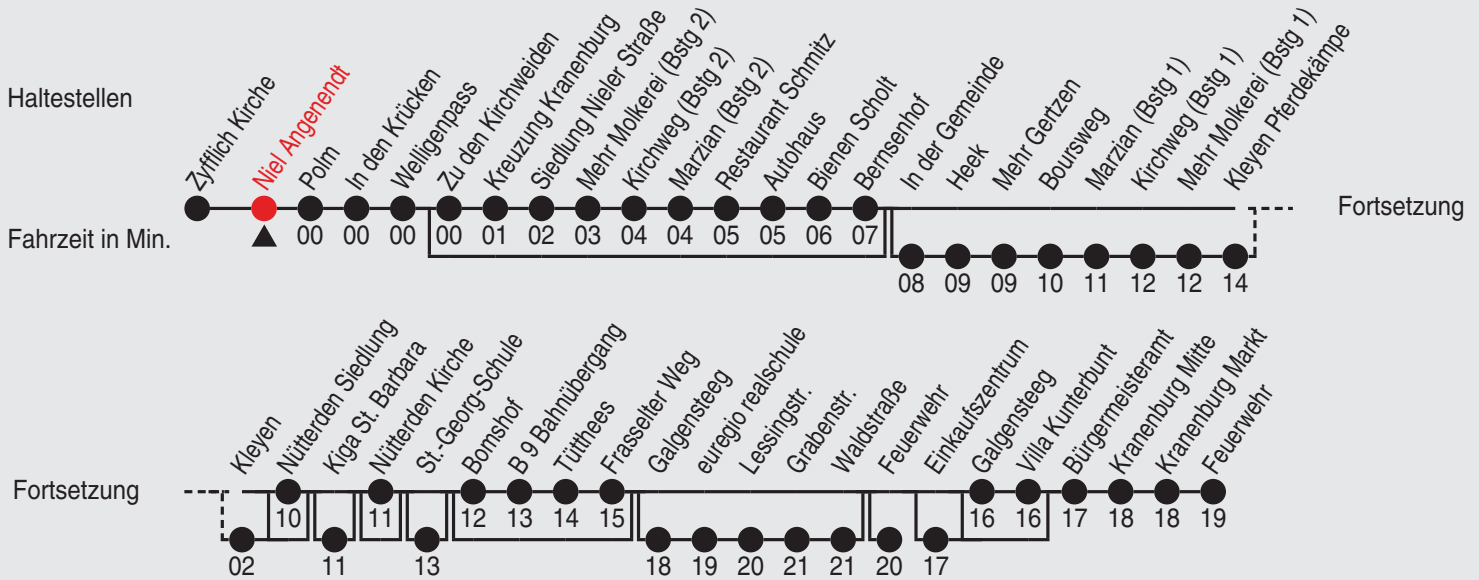 Haltestellen
Zyfflich Kirche
Niel Angenendt
Polm
In den Krücken
Welligenpass
Zu den Kirchweiden
Kreuzung Kranenburg
Siedlung Nieler Straße
Mehr Molkerei (Bstg 2)
Kirchweg (Bstg 2)
Marzian (Bstg 2)
Restaurant Schmitz
Autohaus
Bienen Scholt
Bernsenhof
In der Gemeinde
Heek
Mehr Gertzen
Boursweg
Marzian (Bstg 1)
Kirchweg (Bstg 1)
Mehr Molkerei (Bstg 1)
Kleyen Pferdekämpe
Fortsetzung
Fahrzeit in Min.
00 00 00 00 01 02 03 04 04 05 05 06 07
08 09 09 10 11 12 12 14
Fortsetzung
Kleyen
Nütterden Siedlung
Kiga St. Barbara
Nütterden Kirche
St.-Georg-Schule
Bomshof
B 9 Bahnübergang
Tütthees
Frasselter Weg
Galgensteeg
euregio realschule
Lessingstr.
Grabenstr.
Waldstraße
Feuerwehr
Einkaufszentrum
Galgensteeg
Villa Kunterbunt
Bürgermeisteramt
Kranenburg Mitte
Kranenburg Markt
Feuerwehr
10 11 12 13 14 15 16 16 17 18 18 19
02 11 13 18 19 20 21 21 20 17